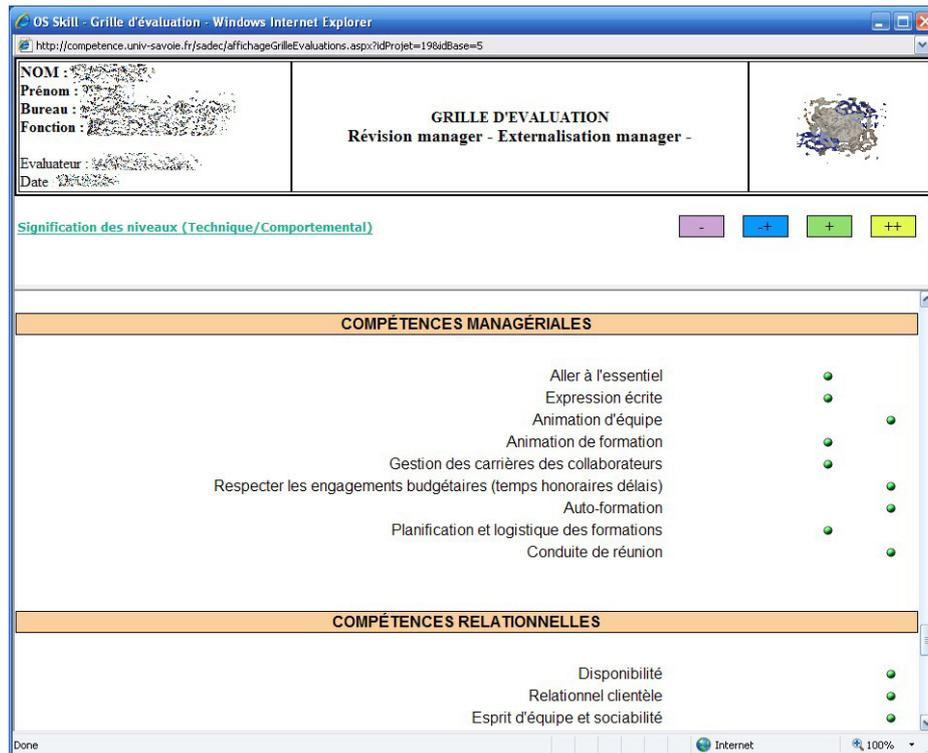 OS Skill - Grille d'évaluation - Windows Internet Explorer
http://competence.univ-savoie.fr/sadec/affichageGrilleEvaluations.aspx?idProjet=19&idBase=5
NOM :
Prénom :
Bureau :
Fonction :
Evaluateur :
Date
GRILLE D'EVALUATION
Révision manager - Externalisation manager -
Signification des niveaux (Technique/Comportemental)
- -+ + ++
COMPÉTENCES MANAGÉRIALES
Aller à l'essentiel
Expression écrite
Animation d'équipe
Animation de formation
Gestion des carrières des collaborateurs
Respecter les engagements budgétaires (temps honoraires délais)
Auto-formation
Planification et logistique des formations
Conduite de réunion
COMPÉTENCES RELATIONNELLES
Disponibilité
Relationnel clientèle
Esprit d'équipe et sociabilité
Done Internet 100%